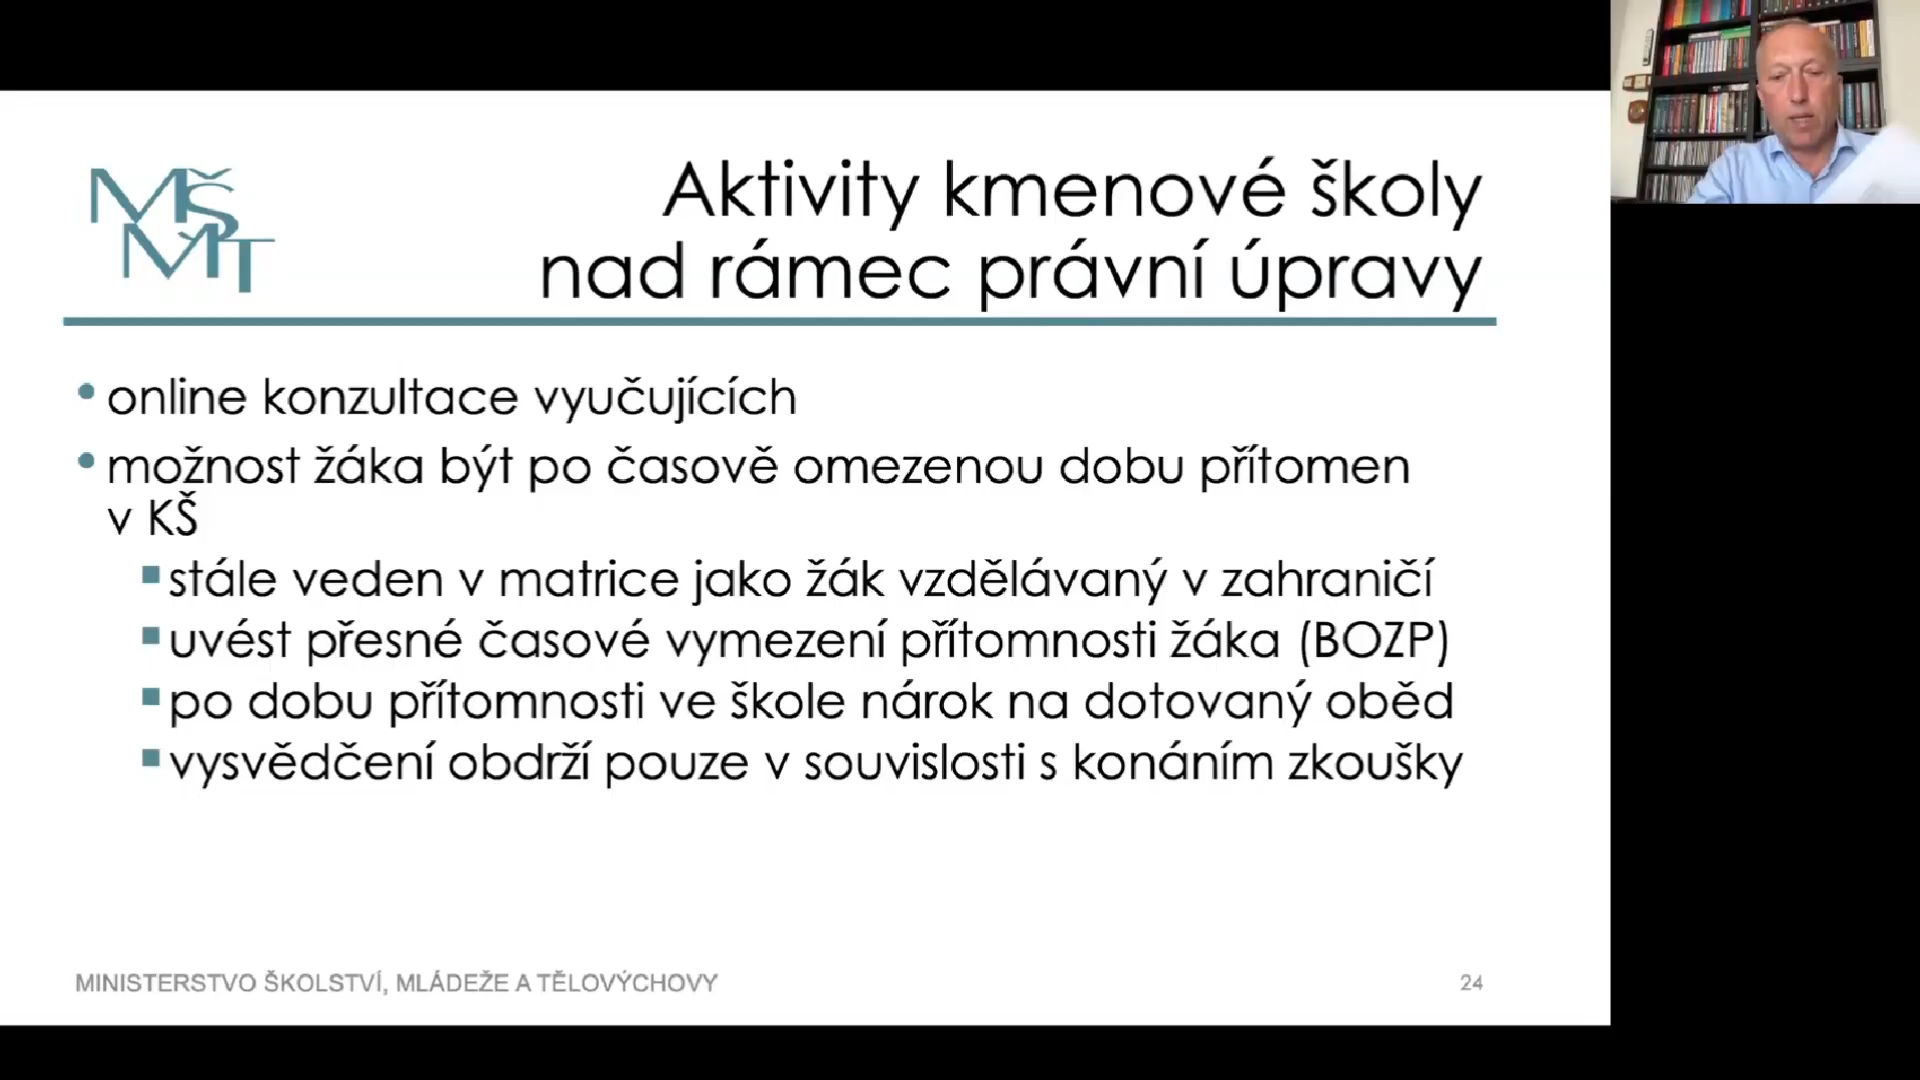 MŠMT
Aktivity kmenové školy
nad rámec právní úpravy
• online konzultace vyučujících
• možnost žáka být po časově omezenou dobu přítomen
v KŠ
▪ stále veden v matrice jako žák vzdělávaný v zahraničí
▪ uvést přesné časové vymezení přítomnosti žáka (BOZP)
▪ po dobu přítomnosti ve škole nárok na dotovaný oběd
▪ vysvědčení obdrží pouze v souvislosti s konáním zkoušky
MINISTERSTVO ŠKOLSTVÍ, MLÁDEŽE A TĚLOVÝCHOVY
24